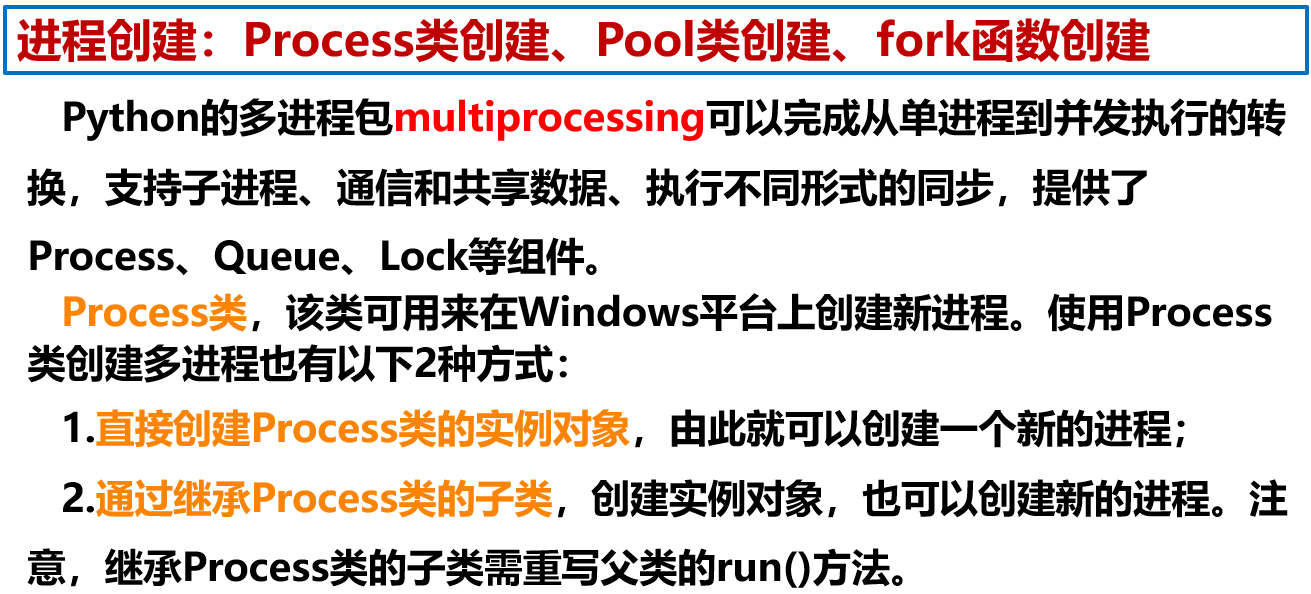 进程创建：Process类创建、Pool类创建、fork函数创建
Python的多进程包multiprocessing可以完成从单进程到并发执行的转
换，支持子进程、通信和共享数据、执行不同形式的同步，提供了
Process、Queue、Lock等组件。
Process类，该类可用来在Windows平台上创建新进程。使用Process
类创建多进程也有以下2种方式：
1.直接创建Process类的实例对象，由此就可以创建一个新的进程；
2.通过继承Process类的子类，创建实例对象，也可以创建新的进程。注
意，继承Process类的子类需重写父类的run()方法。